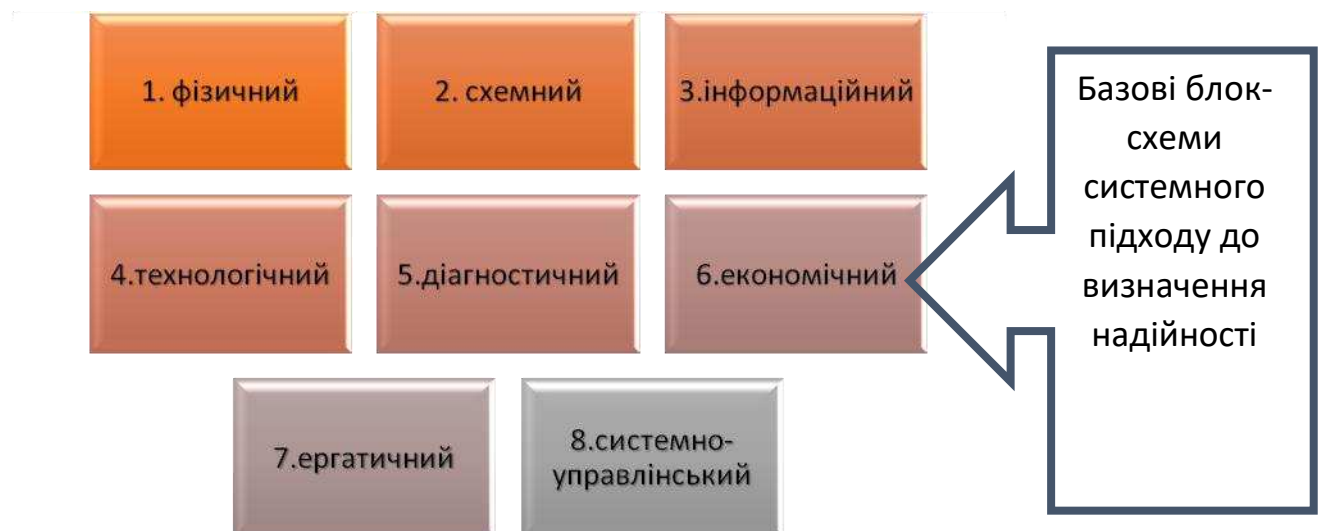 1. фізичний
2. схемний
3.інформаційний
4.технологічний
5.діагностичний
6.економічний
7.ергатичний
8.системно-
управлінський
Базові блок-
схеми
системного
підходу до
визначення
надійності